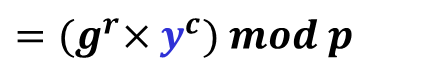 = (g^r × y^c) mod p